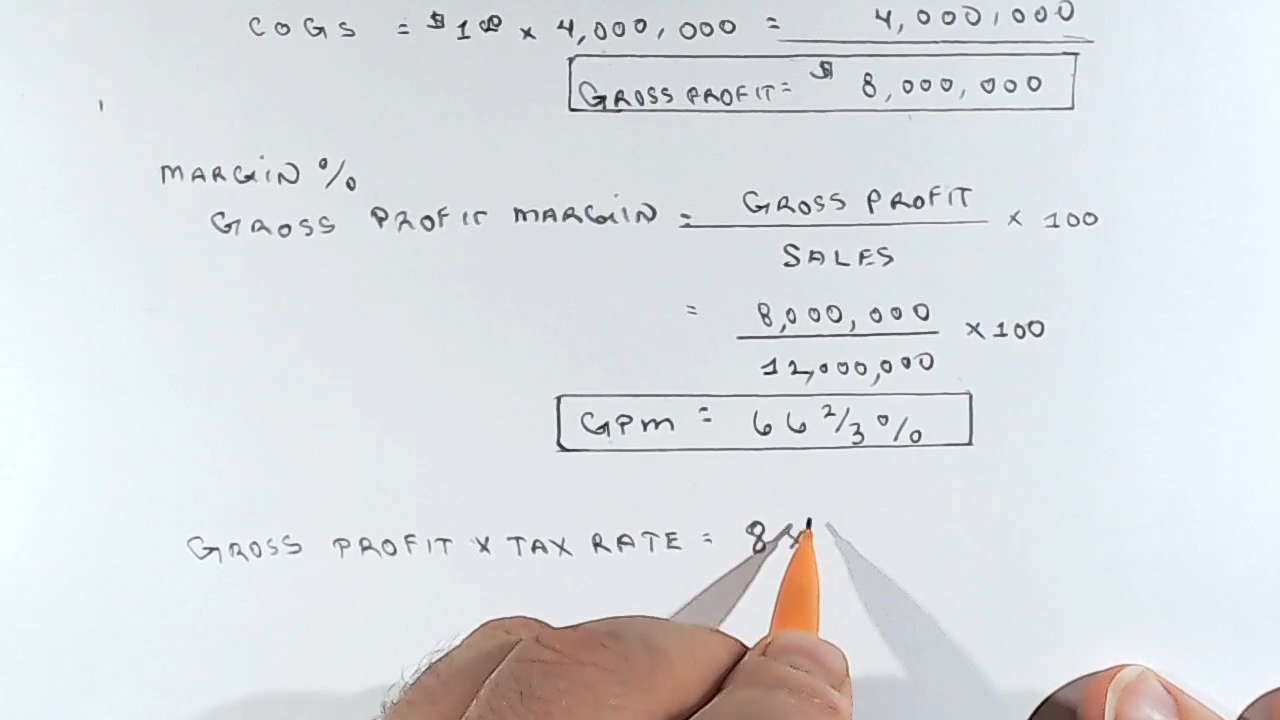 COGS = $1⁰⁰ × 4,000,000 = 4,000,000
GROSS PROFIT = $ 8,000,000
MARGIN %
GROSS PROFIT MARGIN = GROSS PROFIT × 100
SALES
= 8,000,000 × 100
12,000,000
GPM = 66 2/3 %
GROSS PROFIT × TAX RATE = 8 ×